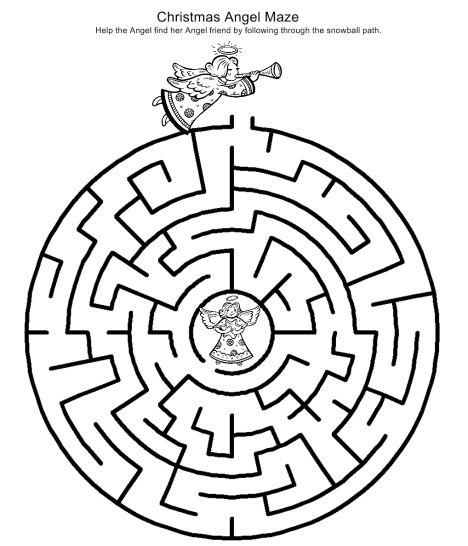 Christmas Angel Maze
Help the Angel find her Angel friend by following through the snowball path.